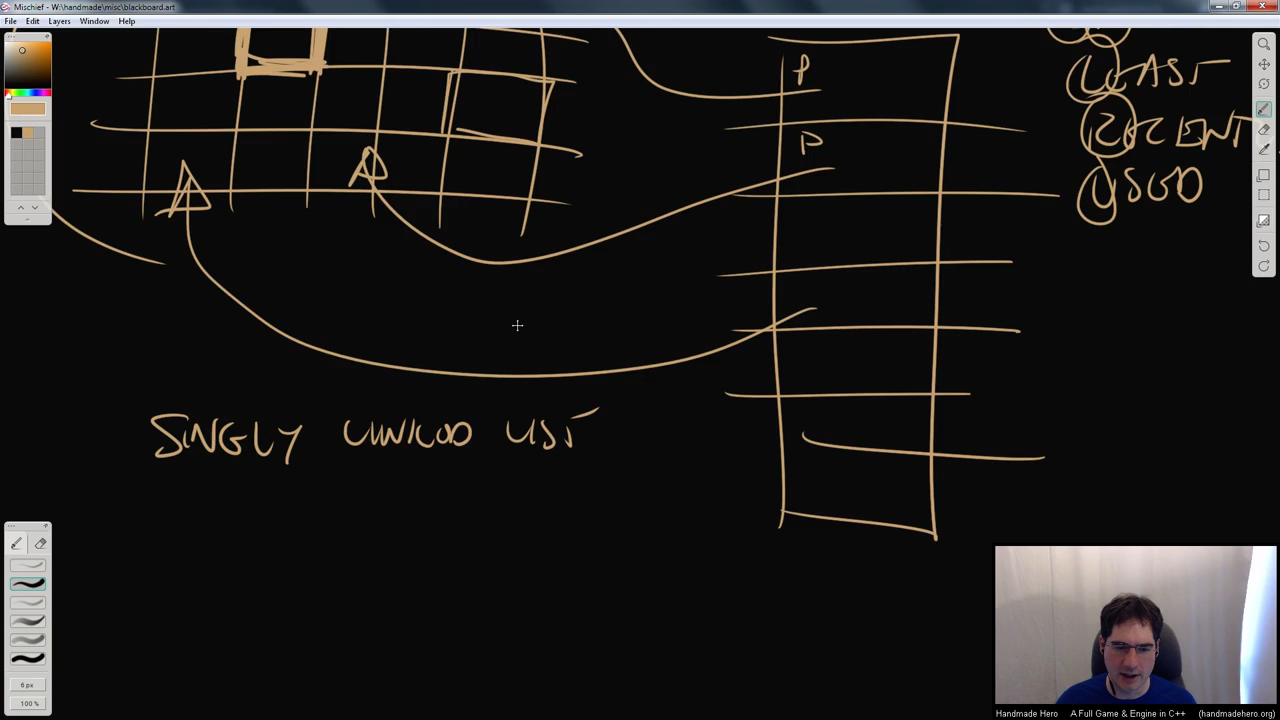 Mischief - W:\handmade\misc\blackboard.art
File Edit Layers Window Help
P
P
LEAST
RECENT
USED
SINGLY LINKED LIST
6 px
100 %
Handmade Hero A Full Game & Engine in C++ (handmadehero.org)